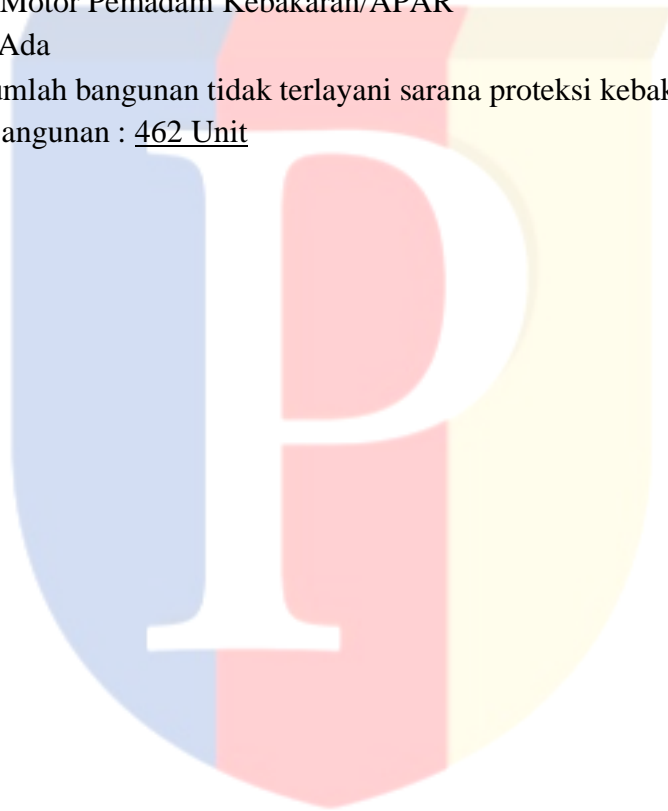 Motor Pemadam Kebakaran/APAR
Ada
umlah bangunan tidak terlayani sarana proteksi kebak
angunan : 462 Unit
P